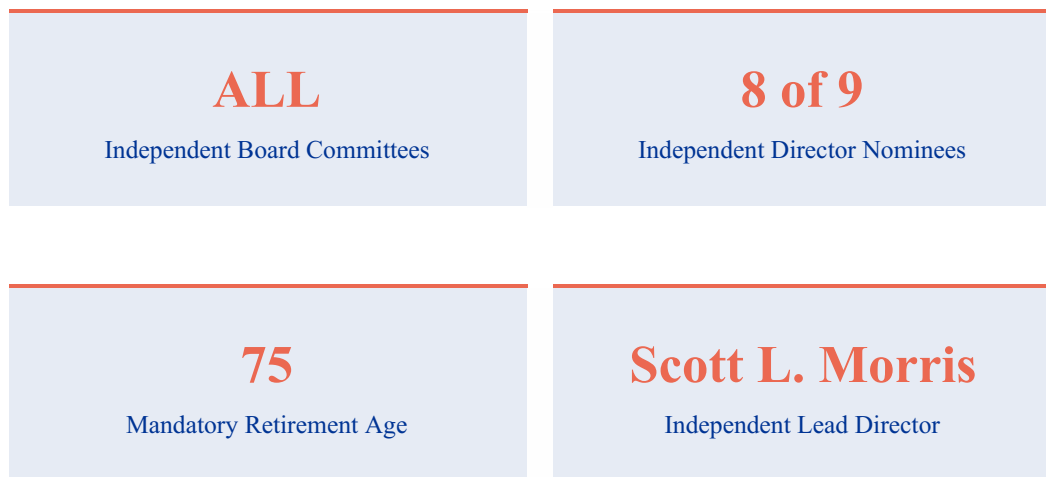 ALL
Independent Board Committees
8 of 9
Independent Director Nominees
75
Mandatory Retirement Age
Scott L. Morris
Independent Lead Director